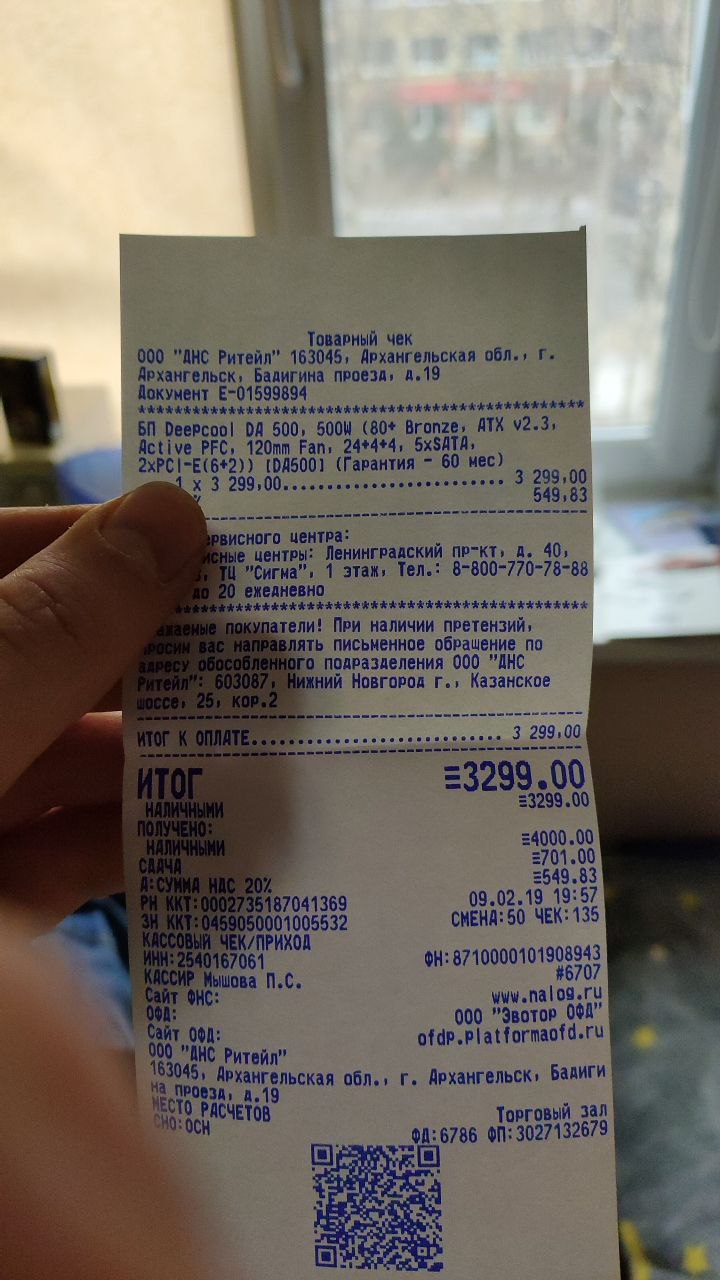 Товарный чек
ООО "ДНС Ритейл" 163045, Архангельская обл., г.
Архангельск, Бадигина проезд, д.19
Документ Е-01599894
************************************************
БП DeePcool DA 500, 500W (80+ Bronze, ATX v2.3,
Active PFC, 120mm Fan, 24+4+4, 5xSATA,
2xPCI-E(6+2)) [DA500] (Гарантия - 60 мес)
1 x 3 299,00........................ 3 299,00
% 549,83
ервисного центра:
исные центры: Ленинградский пр-кт, д. 40,
ТЦ "Сигма", 1 этаж, Тел.: 8-800-770-78-88
до 20 ежедневно
************************************************
ажаемые покупатели! При наличии претензий,
просим вас направлять письменное обращение по
адресу обособленного подразделения ООО "ДНС
Ритейл": 603087, Нижний Новгород г., Казанское
шоссе, 25, кор.2
ИТОГ К ОПЛАТЕ........................... 3 299,00
ИТОГ ≡3299.00
НАЛИЧНЫМИ ≡3299.00
ПОЛУЧЕНО:
НАЛИЧНЫМИ ≡4000.00
СДАЧА ≡701.00
А:СУММА НДС 20% ≡549.83
РН ККТ:0002735187041369 09.02.19 19:57
ЗН ККТ:0459050001005532 СМЕНА:50 ЧЕК:135
КАССОВЫЙ ЧЕК/ПРИХОД
ИНН:2540167061 ФН:8710000101908943
КАССИР Мышова П.С. #6707
Сайт ФНС: www.nalog.ru
ОФД: ООО "Эвотор ОФД"
Сайт ОФД: ofdp.Platformaofd.ru
ООО "ДНС Ритейл"
163045, Архангельская обл., г. Архангельск, Бадиги
на проезд, д.19
МЕСТО РАСЧЕТОВ Торговый зал
СНО:ОСН ФД:6786 ФП:3027132679